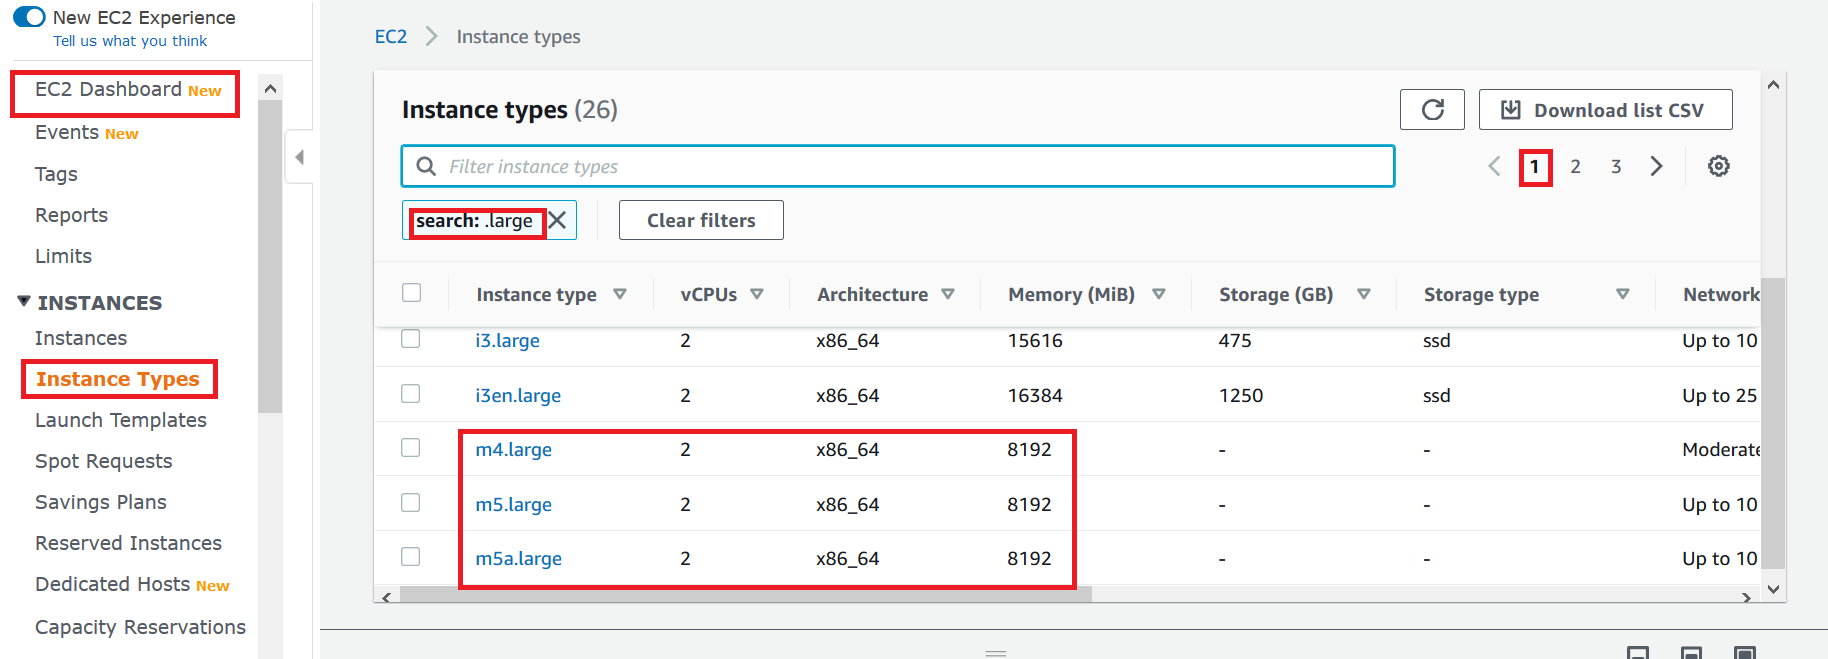 New EC2 Experience
Tell us what you think
EC2 Dashboard New
Events New
Tags
Reports
Limits
INSTANCES
Instances
Instance Types
Launch Templates
Spot Requests
Savings Plans
Reserved Instances
Dedicated Hosts New
Capacity Reservations
EC2 Instance types
Instance types (26)
Download list CSV
Filter instance types
1 2 3
search: .large
Clear filters
Instance type vCPUs Architecture Memory (MiB) Storage (GB) Storage type Network
i3.large 2 x86_64 15616 475 ssd Up to 10
i3en.large 2 x86_64 16384 1250 ssd Up to 25
m4.large 2 x86_64 8192 - - Moderate
m5.large 2 x86_64 8192 - - Up to 10
m5a.large 2 x86_64 8192 - - Up to 10